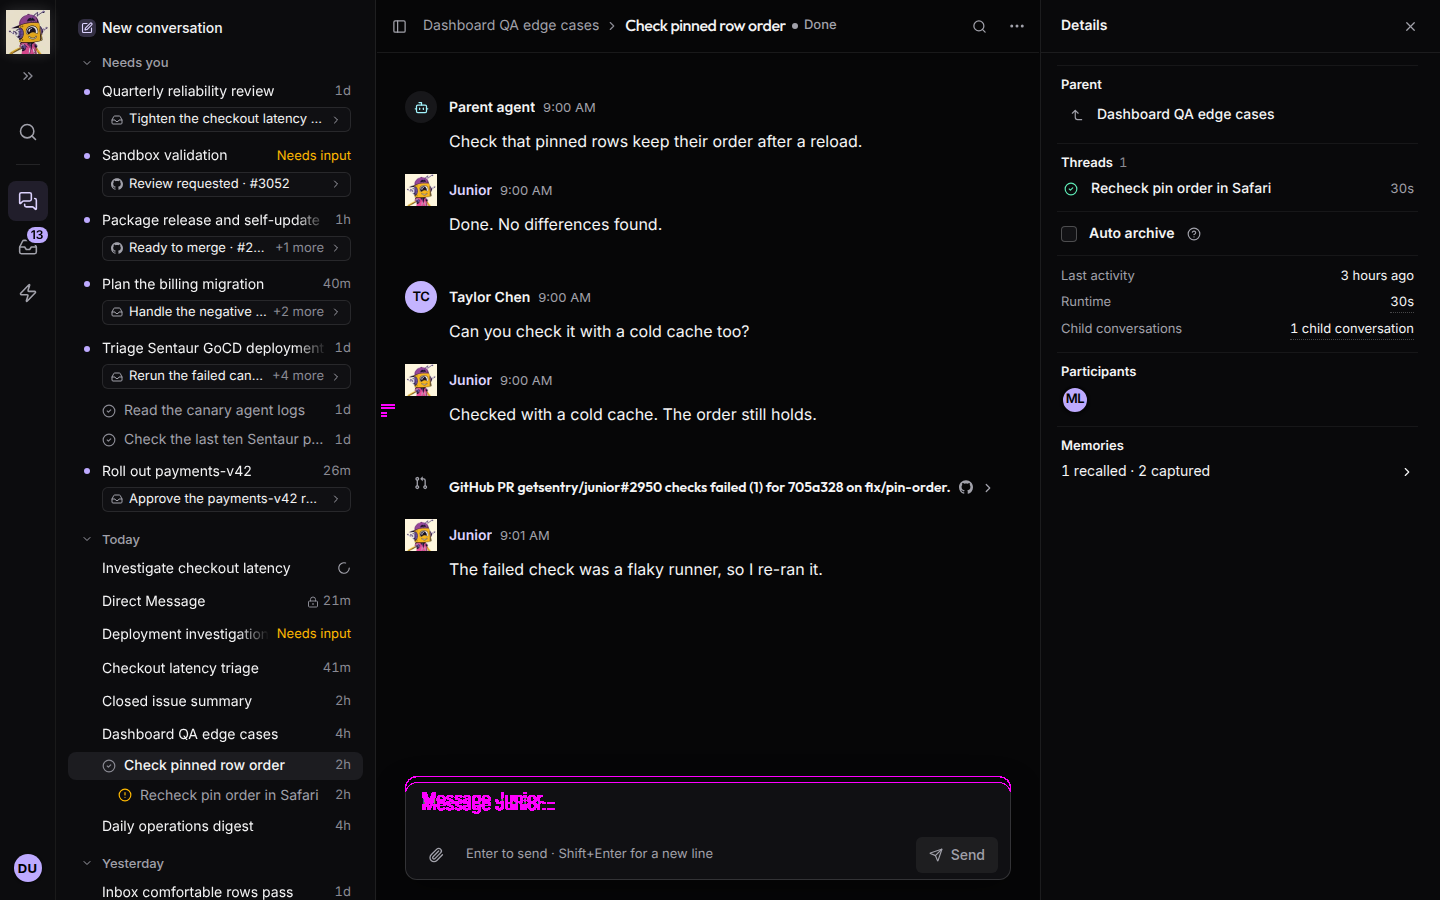 New conversation
Needs you
Quarterly reliability review 1d
Tighten the checkout latency ...
Sandbox validation Needs input
Review requested · #3052
Package release and self-update 1h
Ready to merge · #2... +1 more
Plan the billing migration 40m
Handle the negative ... +2 more
Triage Sentaur GoCD deployment 1d
Rerun the failed can... +4 more
Read the canary agent logs 1d
Check the last ten Sentaur p... 1d
Roll out payments-v42 26m
Approve the payments-v42 r...
Today
Investigate checkout latency
Direct Message 21m
Deployment investigation Needs input
Checkout latency triage 41m
Closed issue summary 2h
Dashboard QA edge cases 4h
Check pinned row order 2h
Recheck pin order in Safari 2h
Daily operations digest 4h
Yesterday
Inbox comfortable rows pass 1d
13
DU
Dashboard QA edge cases > Check pinned row order • Done
Parent agent 9:00 AM
Check that pinned rows keep their order after a reload.
Junior 9:00 AM
Done. No differences found.
TC Taylor Chen 9:00 AM
Can you check it with a cold cache too?
Junior 9:00 AM
Checked with a cold cache. The order still holds.
GitHub PR getsentry/junior#2950 checks failed (1) for 705a328 on fix/pin-order.
Junior 9:01 AM
The failed check was a flaky runner, so I re-ran it.
Message Junior...
Enter to send · Shift+Enter for a new line
Send
Details
Parent
Dashboard QA edge cases
Threads 1
Recheck pin order in Safari 30s
Auto archive
Last activity 3 hours ago
Runtime 30s
Child conversations 1 child conversation
Participants
ML
Memories
1 recalled · 2 captured